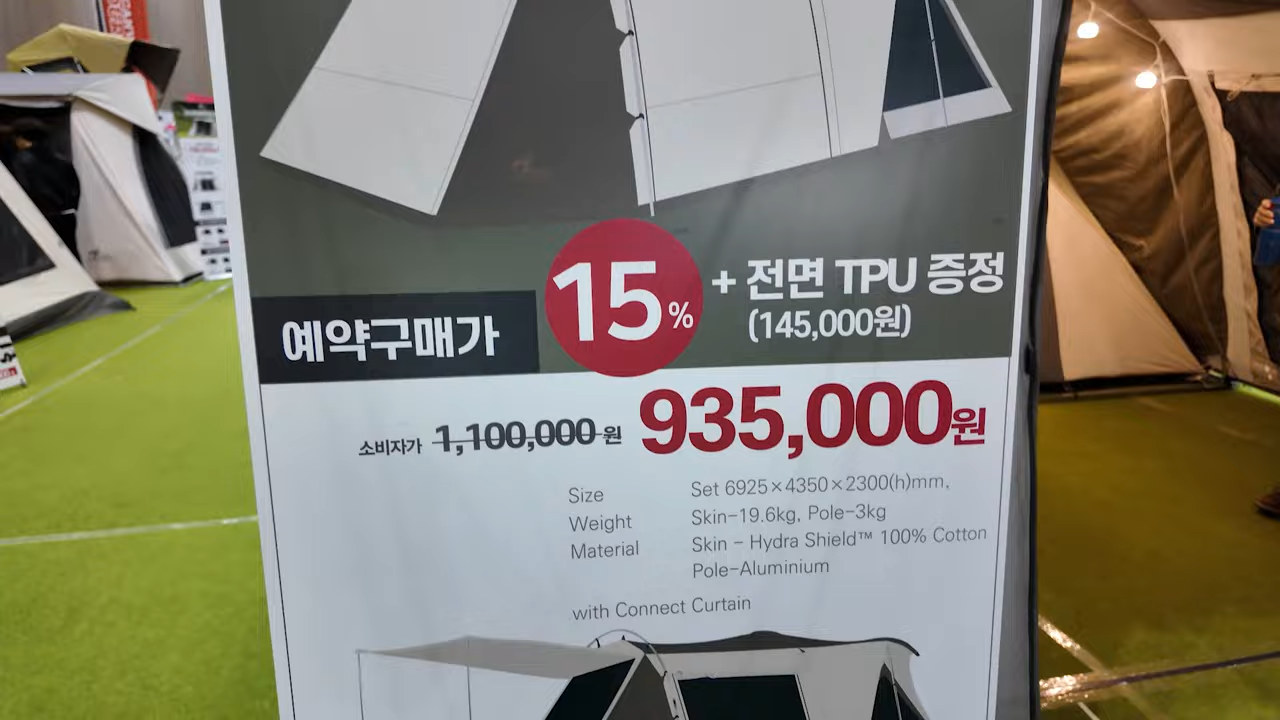 15% + 전면 TPU 증정
(145,000원)
예약구매가
소비자가 1,100,000 원 935,000원
Size Set 6925×4350×2300(h)mm,
Weight Skin-19.6kg, Pole-3kg
Material Skin - Hydra Shield™ 100% Cotton
Pole-Aluminium
with Connect Curtain